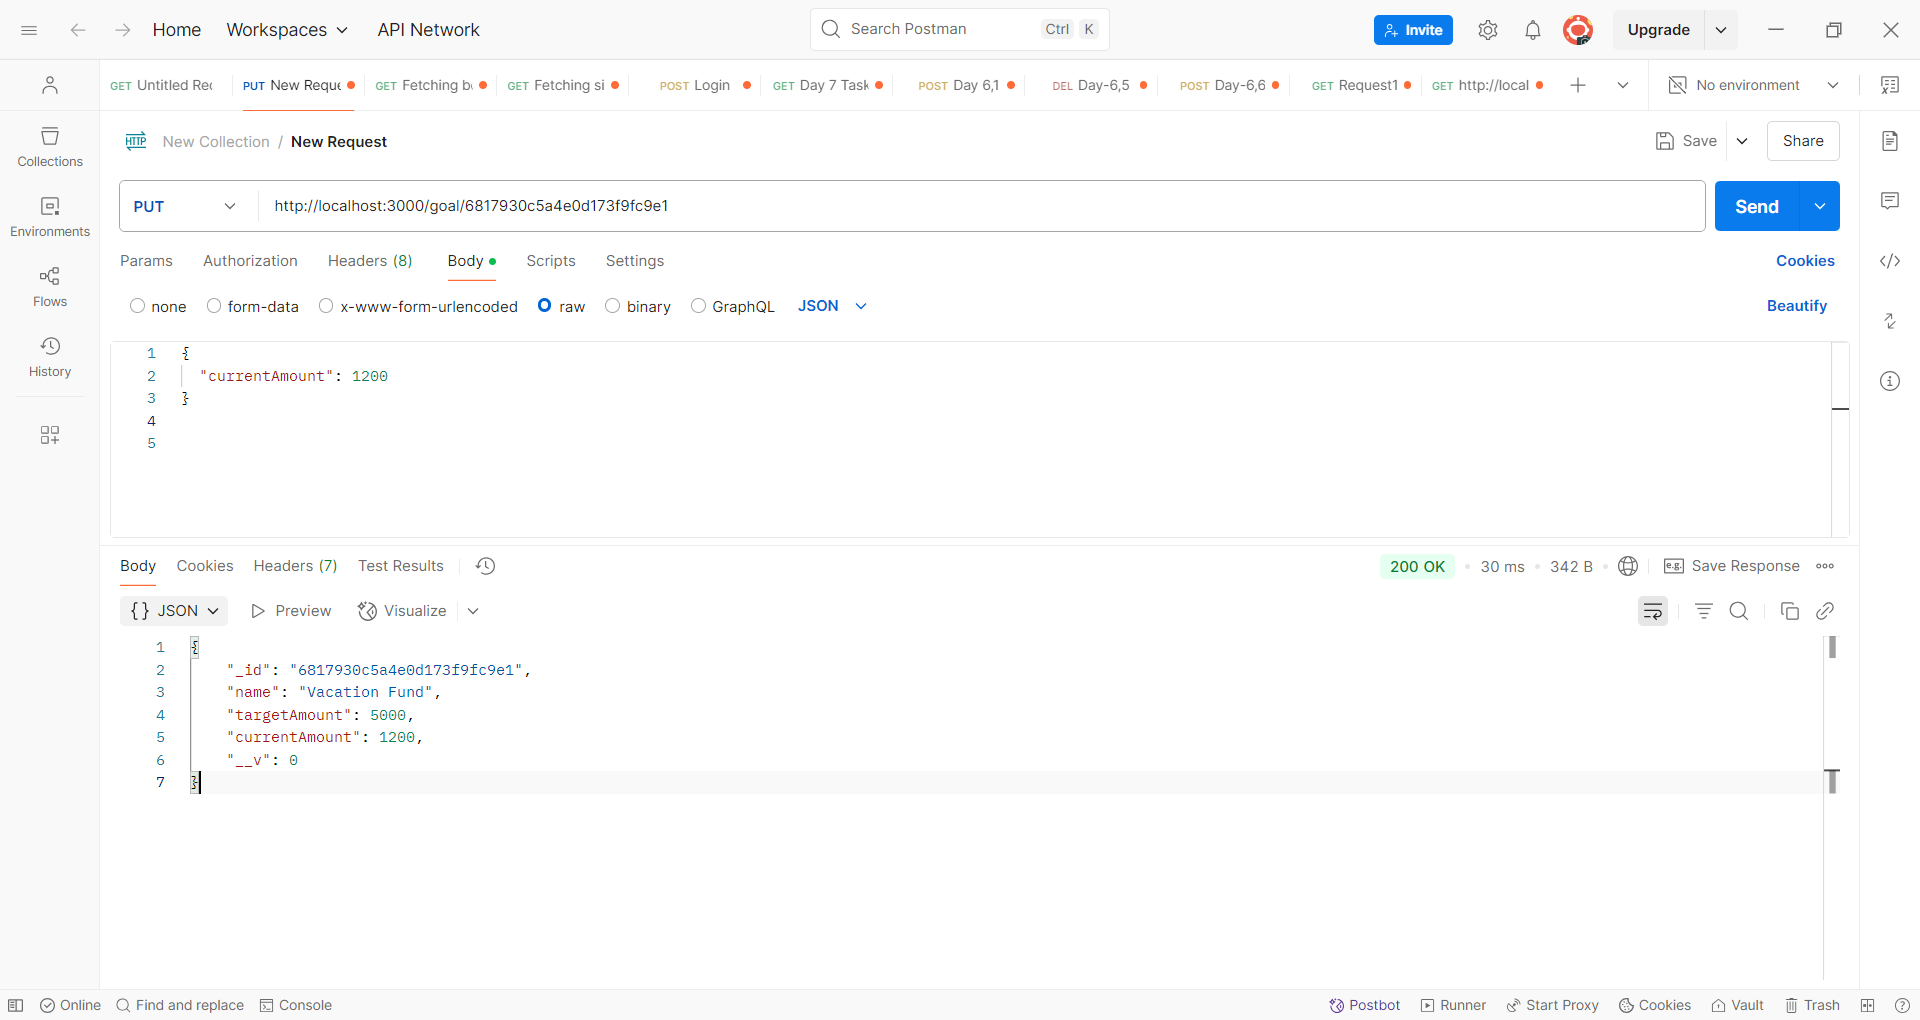 Home Workspaces API Network Search Postman Ctrl K Invite Upgrade
GET Untitled Rec PUT New Reque GET Fetching b GET Fetching si POST Login GET Day 7 Task POST Day 6,1 DEL Day-6,5 POST Day-6,6 GET Request1 GET http://local No environment
HTTP New Collection / New Request Save Share
Collections
Environments
Flows
History
PUT http://localhost:3000/goal/6817930c5a4e0d173f9fc9e1 Send
Params Authorization Headers (8) Body Scripts Settings Cookies
none form-data x-www-form-urlencoded raw binary GraphQL JSON Beautify
1 {
2 "currentAmount": 1200
3 }
4
5
Body Cookies Headers (7) Test Results 200 OK 30 ms 342 B e.g. Save Response
{} JSON Preview Visualize
1 {
2 "_id": "6817930c5a4e0d173f9fc9e1",
3 "name": "Vacation Fund",
4 "targetAmount": 5000,
5 "currentAmount": 1200,
6 "__v": 0
7 }
Online Find and replace Console Postbot Runner Start Proxy Cookies Vault Trash